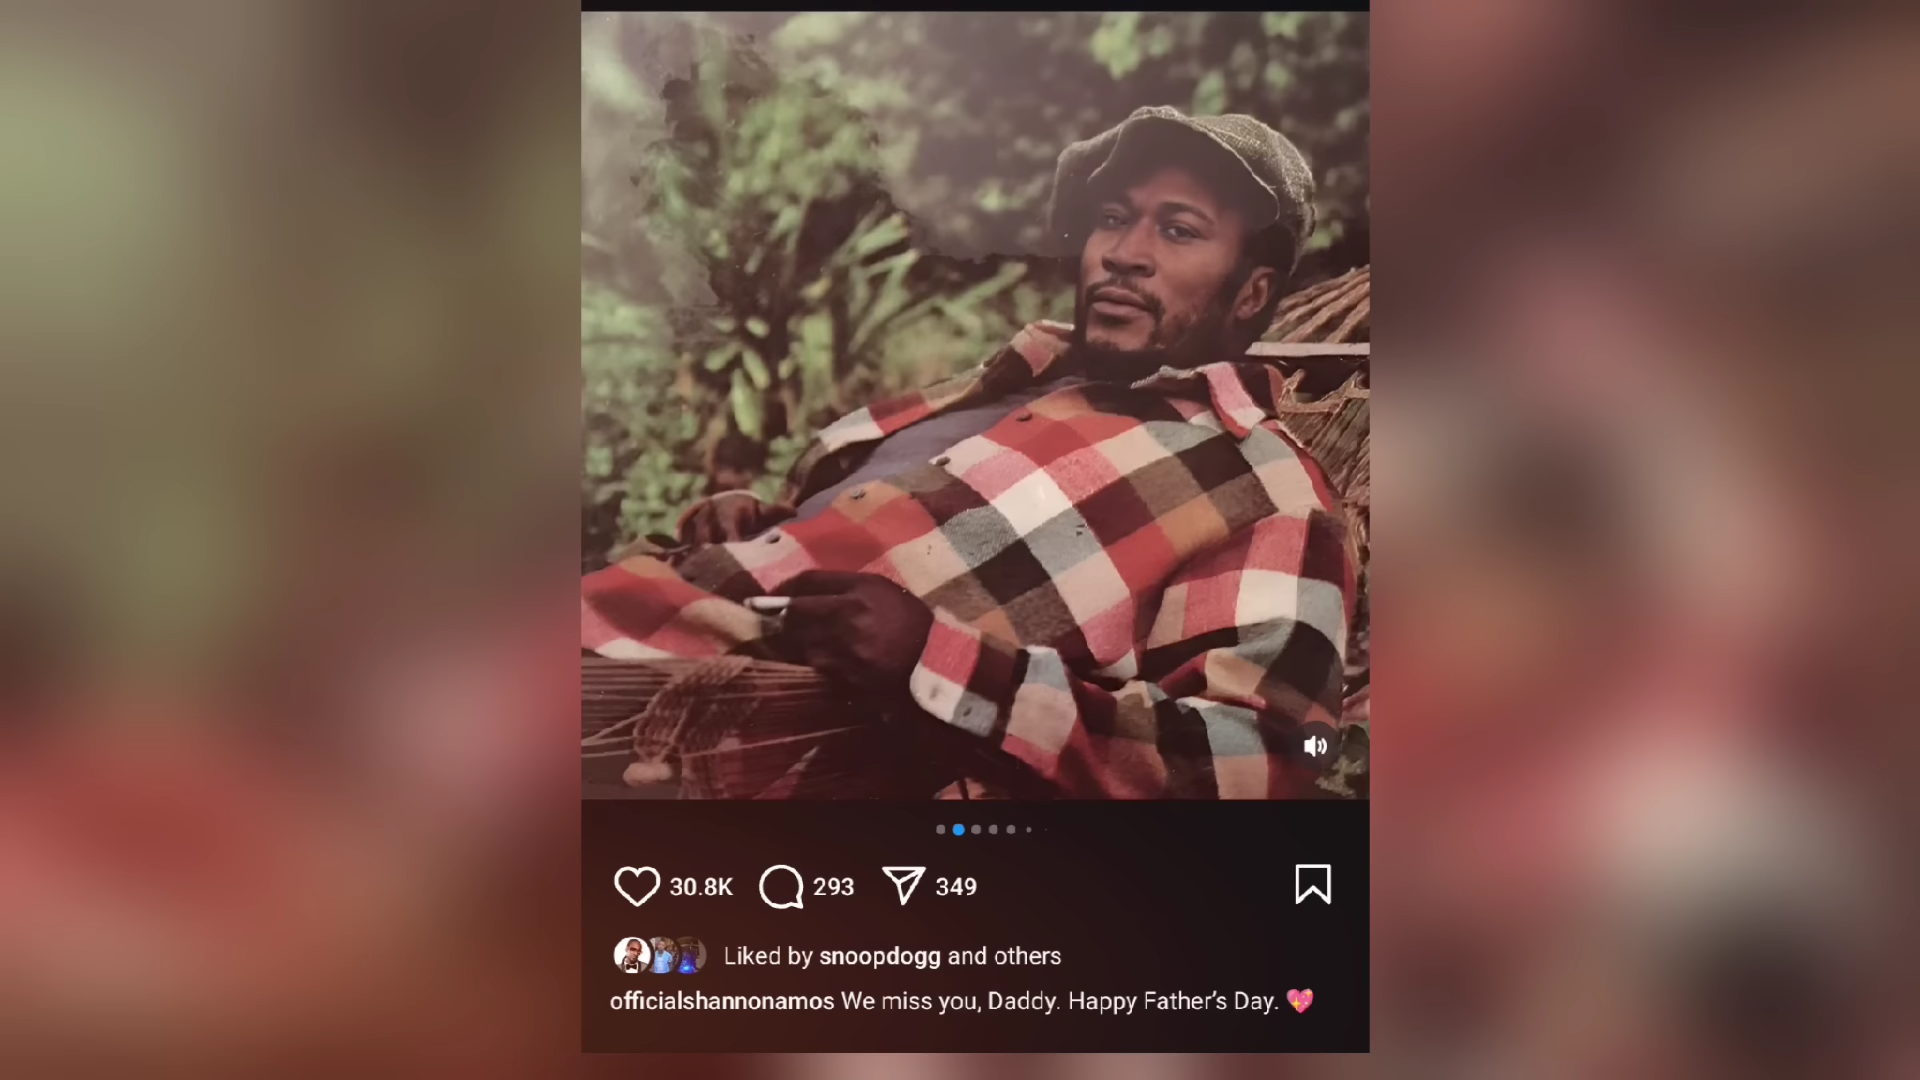 30.8K 293 349
Liked by snoopdogg and others
officialshannonamos We miss you, Daddy. Happy Father’s Day. 💖